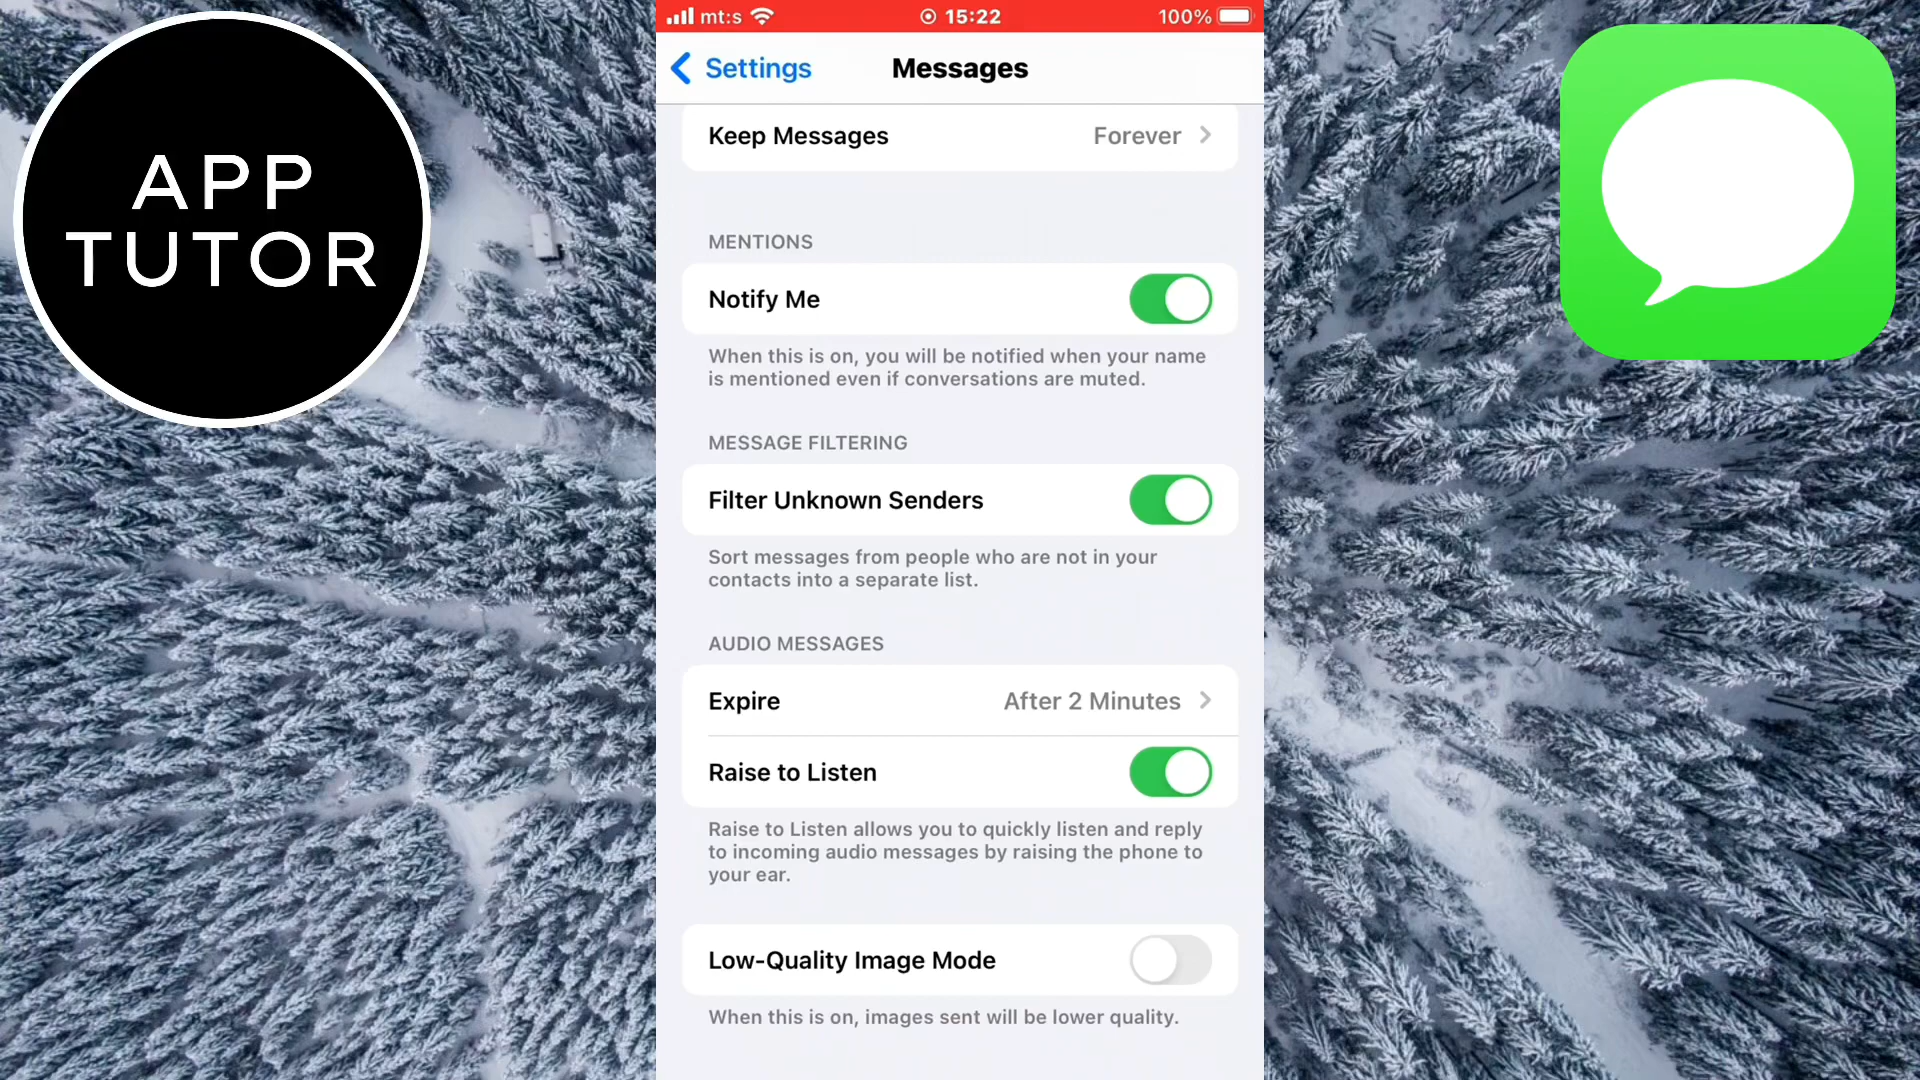 APP
TUTOR
mt:s
15:22
100%
Settings
Messages
Keep Messages
Forever
MENTIONS
Notify Me
When this is on, you will be notified when your name
is mentioned even if conversations are muted.
MESSAGE FILTERING
Filter Unknown Senders
Sort messages from people who are not in your
contacts into a separate list.
AUDIO MESSAGES
Expire
After 2 Minutes
Raise to Listen
Raise to Listen allows you to quickly listen and reply
to incoming audio messages by raising the phone to
your ear.
Low-Quality Image Mode
When this is on, images sent will be lower quality.